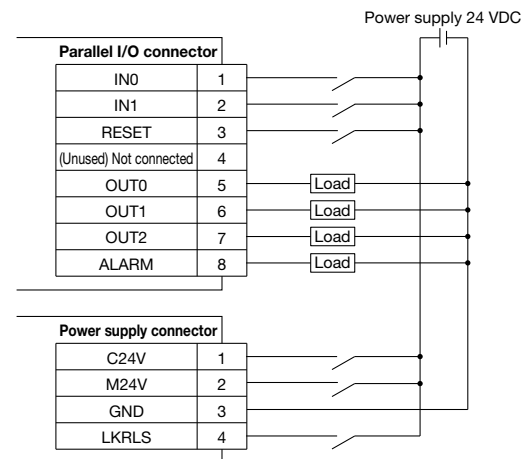 Power supply 24 VDC
Parallel I/O connector
IN0 1
IN1 2
RESET 3
(Unused) Not connected 4
OUT0 5 Load
OUT1 6 Load
OUT2 7 Load
ALARM 8 Load
Power supply connector
C24V 1
M24V 2
GND 3
LKRLS 4